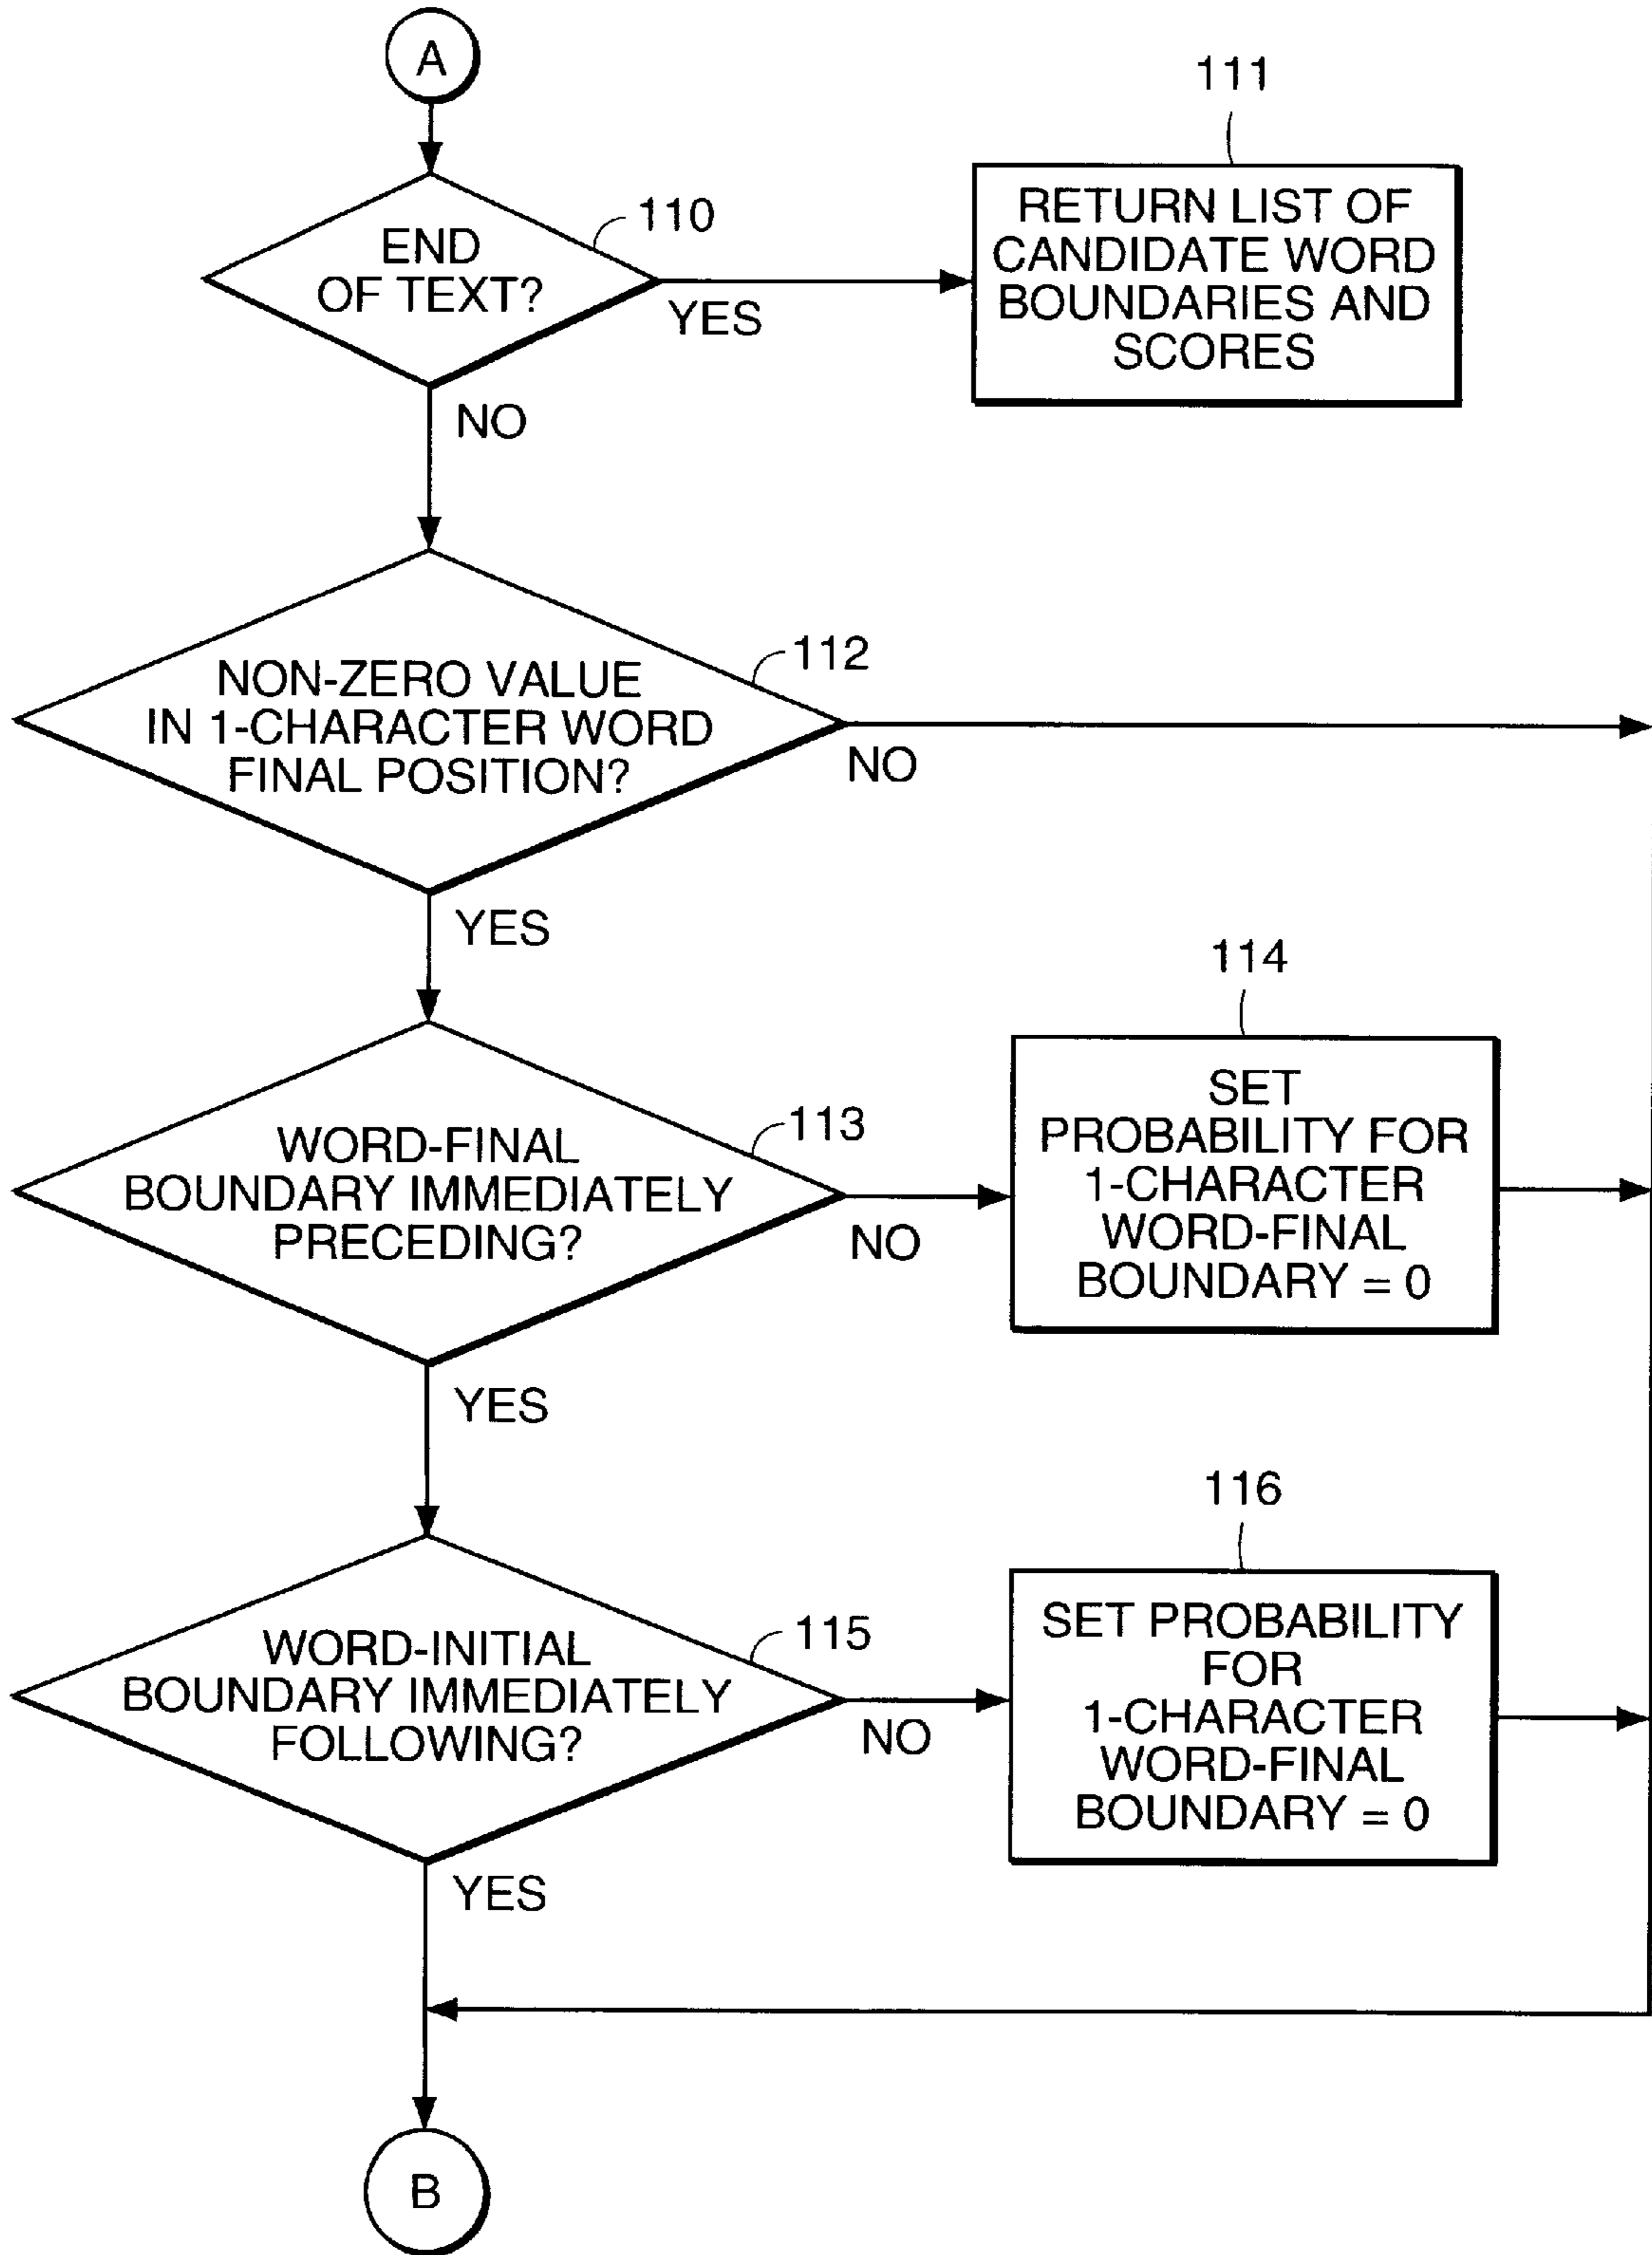 A
111
RETURN LIST OF
CANDIDATE WORD
BOUNDARIES AND
SCORES
110
END
OF TEXT?
YES
NO
112
NON-ZERO VALUE
IN 1-CHARACTER WORD
FINAL POSITION?
NO
YES
114
SET
PROBABILITY FOR
1-CHARACTER
WORD-FINAL
BOUNDARY = 0
113
WORD-FINAL
BOUNDARY IMMEDIATELY
PRECEDING?
NO
YES
116
SET PROBABILITY
FOR
1-CHARACTER
WORD-FINAL
BOUNDARY = 0
115
WORD-INITIAL
BOUNDARY IMMEDIATELY
FOLLOWING?
NO
YES
B